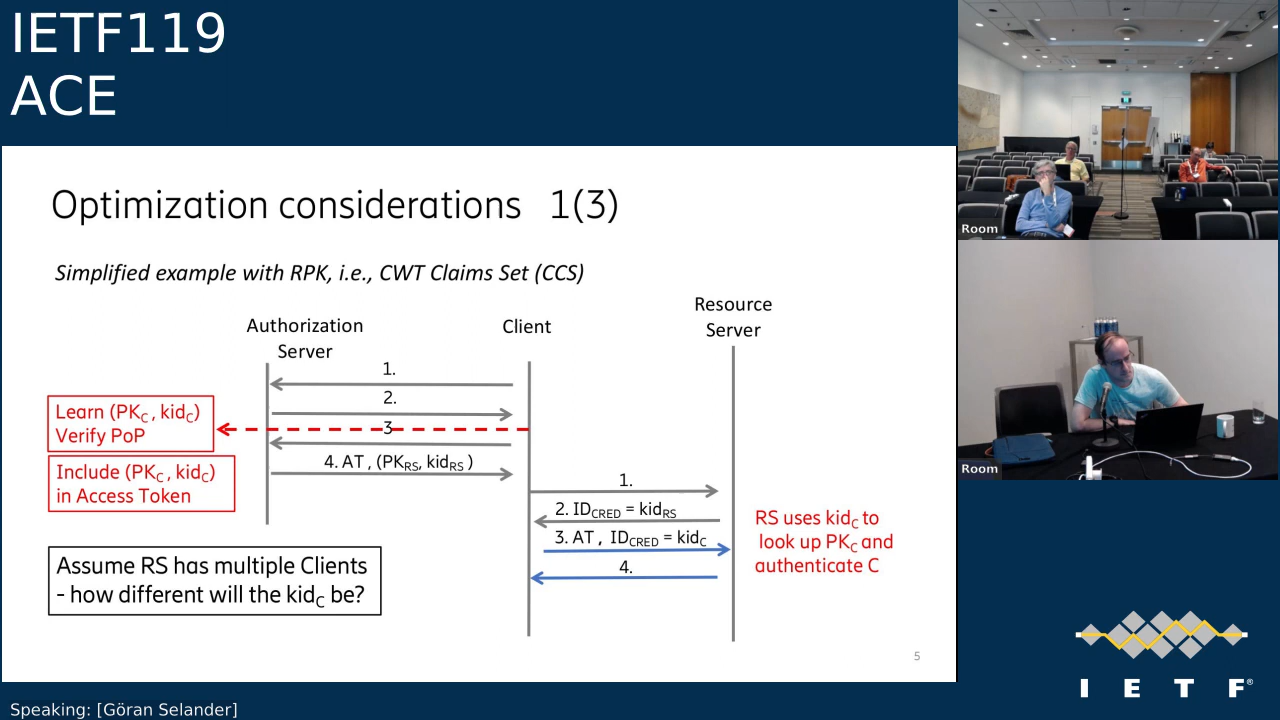 IETF119
ACE
Optimization considerations 1(3)
Simplified example with RPK, i.e., CWT Claims Set (CCS)
Authorization
Server
Client
Resource
Server
1.
2.
3
4. AT , (PKRS, kidRS )
Learn (PKC , kidC)
Verify PoP
Include (PKC , kidC)
in Access Token
1.
2. IDCRED = kidRS
3. AT , IDCRED = kidC
4.
RS uses kidC to
look up PKC and
authenticate C
Assume RS has multiple Clients
- how different will the kidC be?
5
Room
Room
I E T F®
Speaking: [Göran Selander]